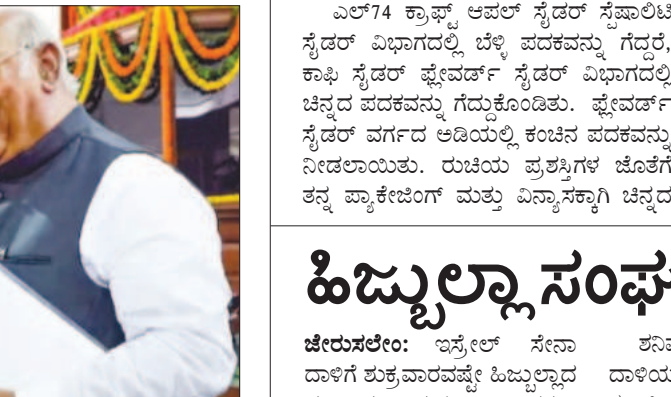 ಎಲ್74 ಕ್ರಾಫ್ಟ್ ಆಪಲ್ ಸೈಡರ್ ಸ್ಪೆಷಾಲಿಟಿ
ಸೈಡರ್ ವಿಭಾಗದಲ್ಲಿ ಬೆಳ್ಳಿ ಪದಕವನ್ನು ಗೆದ್ದರೆ,
ಕಾಫಿ ಸೈಡರ್ ಫ್ಲೇವರ್ಡ್ ಸೈಡರ್ ವಿಭಾಗದಲ್ಲಿ
ಚಿನ್ನದ ಪದಕವನ್ನು ಗೆದ್ದುಕೊಂಡಿತು. ಫ್ಲೇವರ್ಡ್
ಸೈಡರ್ ವರ್ಗದ ಅಡಿಯಲ್ಲಿ ಕಂಚಿನ ಪದಕವನ್ನು
ನೀಡಲಾಯಿತು. ರುಚಿಯ ಪ್ರಶಸ್ತಿಗಳ ಜೊತೆಗೆ
ತನ್ನ ಪ್ಯಾಕೇಜಿಂಗ್ ಮತ್ತು ವಿನ್ಯಾಸಕ್ಕಾಗಿ ಚಿನ್ನದ
ಹಿಜ್ಬುಲ್ಲಾ ಸಂಘ
ಜೇರುಸಲೇಂ: ಇಸ್ರೇಲ್ ಸೇನಾ
ದಾಳಿಗೆ ಶುಕ್ರವಾರವಷ್ಟೇ ಹಿಜ್ಬುಲ್ಲಾದ
ಶನಿವ
ದಾಳಿಯ